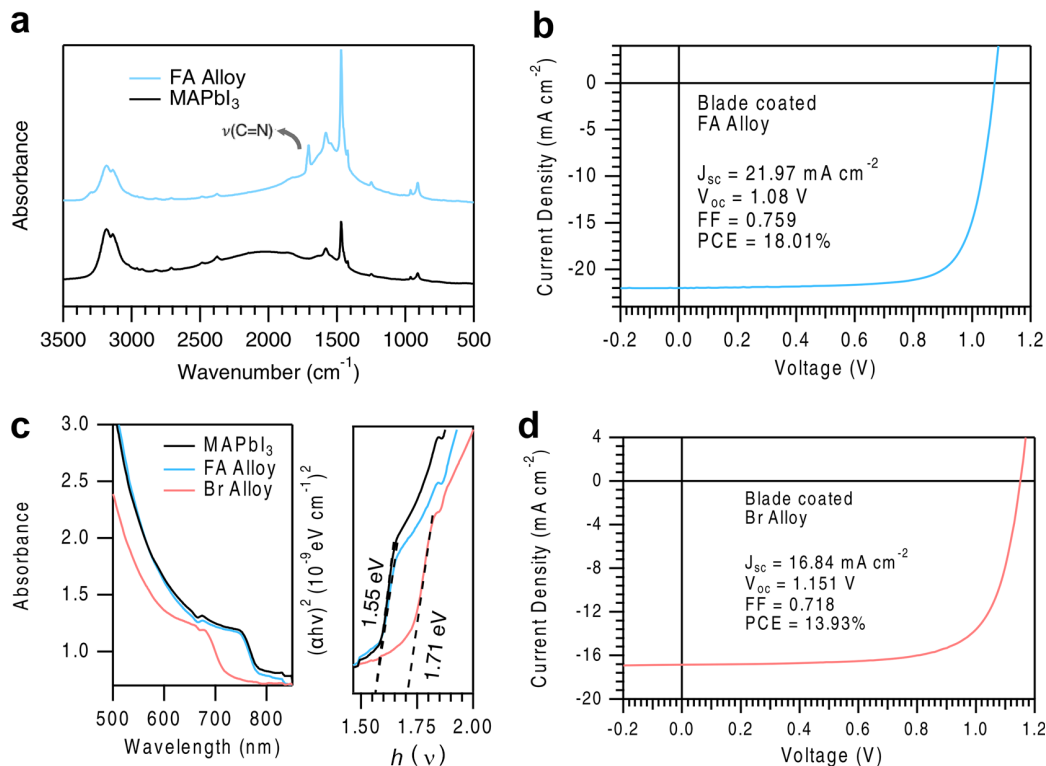 a
FA Alloy
MAPbI₃
ν(C=N)
Absorbance
3500 3000 2500 2000 1500 1000 500
Wavenumber (cm⁻¹)
b
Current Density (mA cm⁻²)
0
-5
-10
-15
-20
Blade coated
FA Alloy
Jsc = 21.97 mA cm⁻²
Voc = 1.08 V
FF = 0.759
PCE = 18.01%
-0.2 0.0 0.2 0.4 0.6 0.8 1.0 1.2
Voltage (V)
c
Absorbance
3.0
2.5
2.0
1.5
1.0
MAPbI₃
FA Alloy
Br Alloy
500 600 700 800
Wavelength (nm)
(αhν)² (10⁻⁹ eV cm⁻¹)²
1.55 eV
1.71 eV
1.50 1.75 2.00
h (ν)
d
Current Density (mA cm⁻²)
4
0
-4
-8
-12
-16
-20
Blade coated
Br Alloy
Jsc = 16.84 mA cm⁻²
Voc = 1.151 V
FF = 0.718
PCE = 13.93%
-0.2 0.0 0.2 0.4 0.6 0.8 1.0 1.2
Voltage (V)